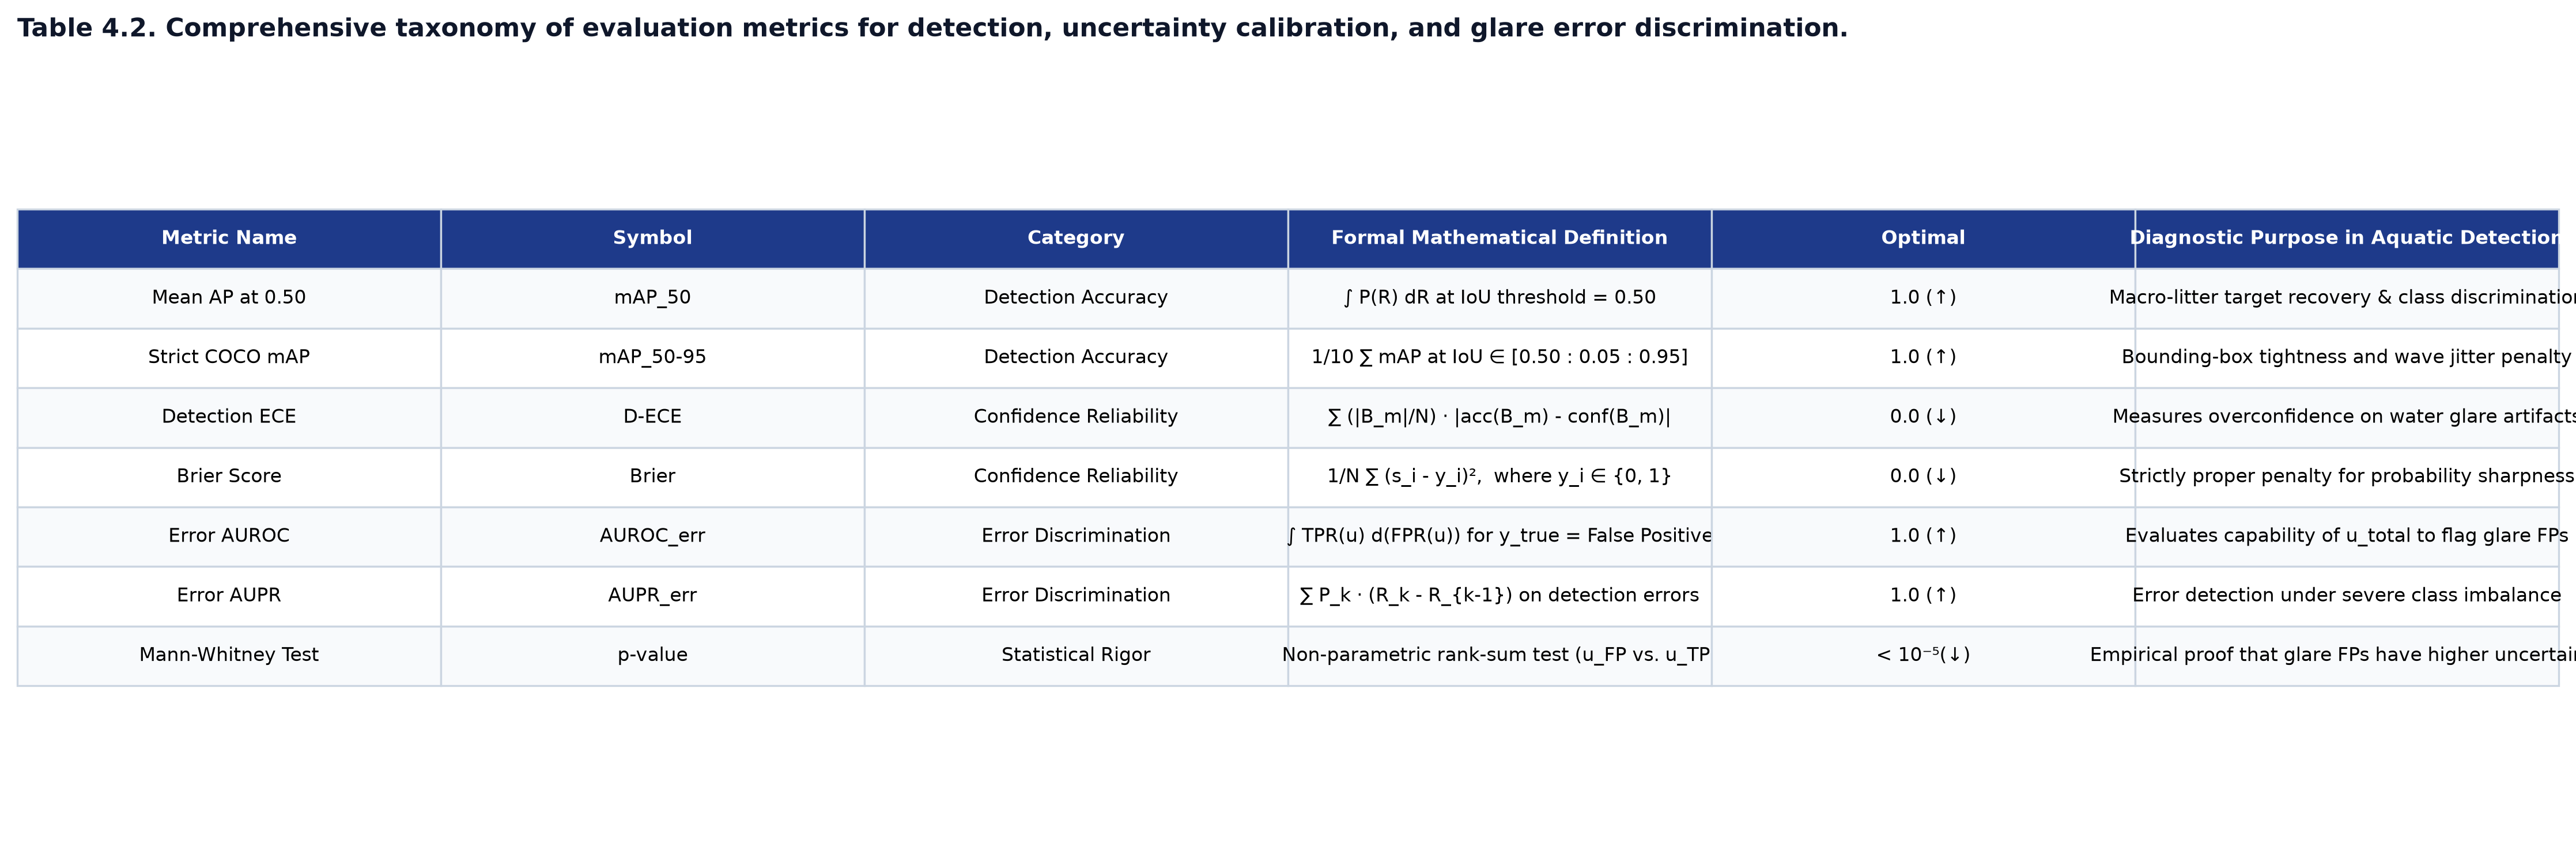 Table 4.2. Comprehensive taxonomy of evaluation metrics for detection, uncertainty calibration, and glare error discrimination.
Metric Name Symbol Category Formal Mathematical Definition Optimal Diagnostic Purpose in Aquatic Detection
Mean AP at 0.50 mAP_50 Detection Accuracy ∫ P(R) dR at IoU threshold = 0.50 1.0 (↑) Macro-litter target recovery & class discrimination
Strict COCO mAP mAP_50-95 Detection Accuracy 1/10 ∑ mAP at IoU ∈ [0.50 : 0.05 : 0.95] 1.0 (↑) Bounding-box tightness and wave jitter penalty
Detection ECE D-ECE Confidence Reliability ∑ (|B_m|/N) · |acc(B_m) - conf(B_m)| 0.0 (↓) Measures overconfidence on water glare artifacts
Brier Score Brier Confidence Reliability 1/N ∑ (s_i - y_i)², where y_i ∈ {0, 1} 0.0 (↓) Strictly proper penalty for probability sharpness
Error AUROC AUROC_err Error Discrimination ∫ TPR(u) d(FPR(u)) for y_true = False Positive 1.0 (↑) Evaluates capability of u_total to flag glare FPs
Error AUPR AUPR_err Error Discrimination ∑ P_k · (R_k - R_{k-1}) on detection errors 1.0 (↑) Error detection under severe class imbalance
Mann-Whitney Test p-value Statistical Rigor Non-parametric rank-sum test (u_FP vs. u_TP < 10⁻⁵(↓) Empirical proof that glare FPs have higher